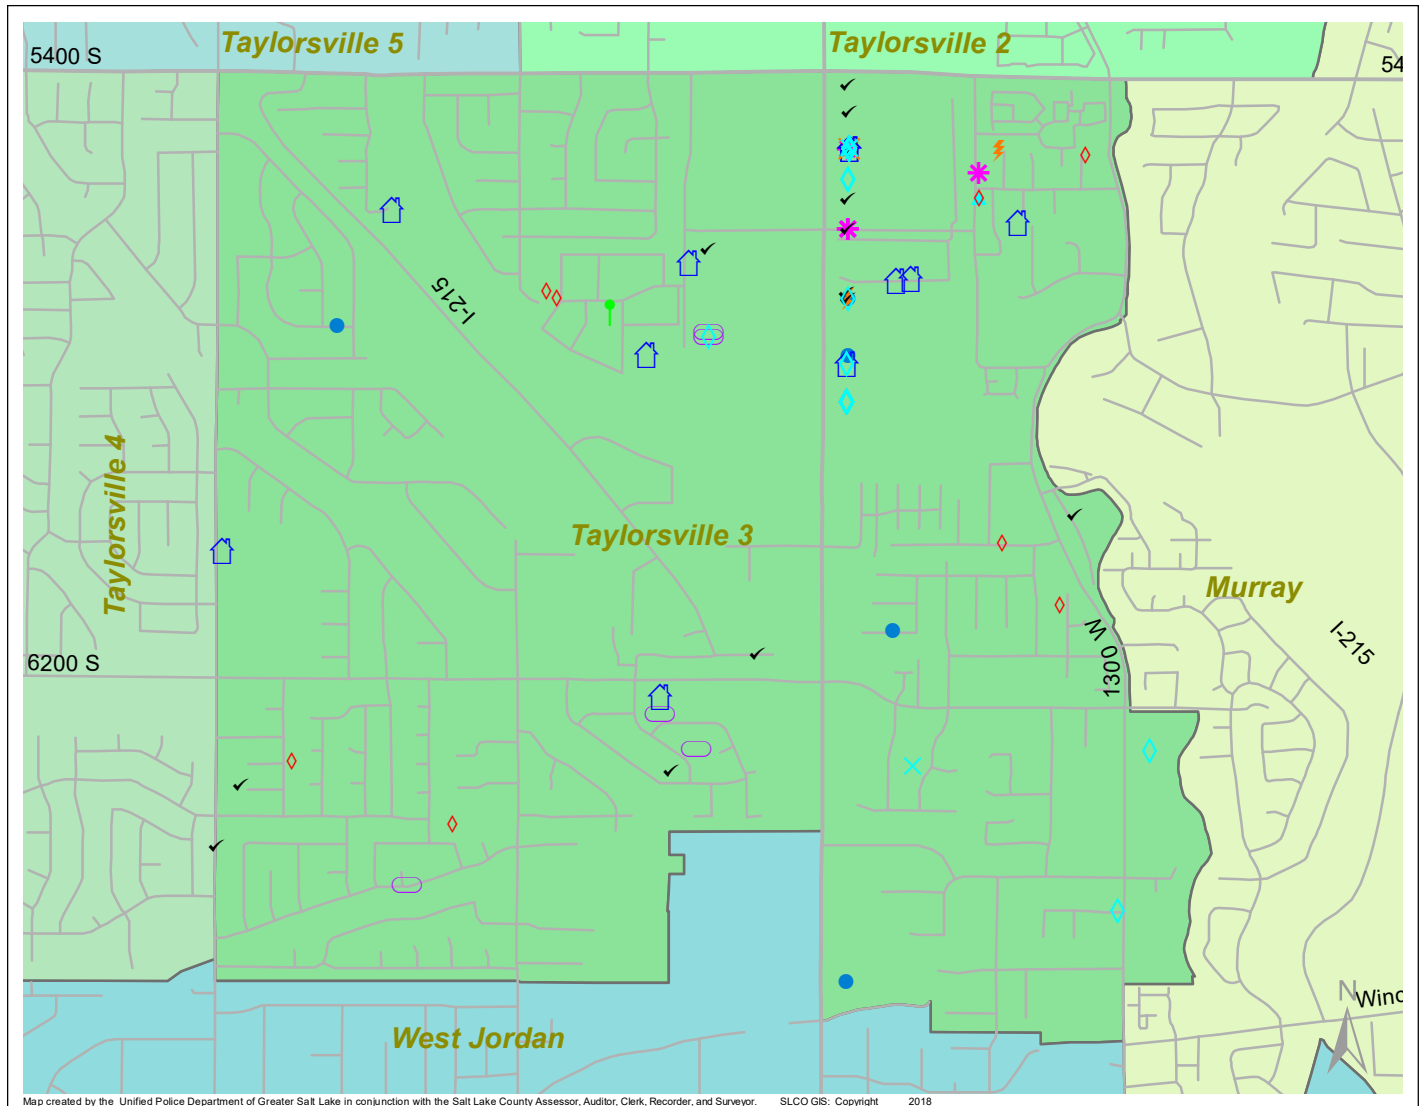 Taylorsville 5
Taylorsville 2
5400 S
54
I-215
Taylorsville 4
Taylorsville 3
Murray
I-215
1300 W
6200 S
N
Winc
West Jordan
Map created by the Unified Police Department of Greater Salt Lake in conjunction with the Salt Lake County Assessor, Auditor, Clerk, Recorder, and Surveyor. SLCO GIS: Copyright 2018